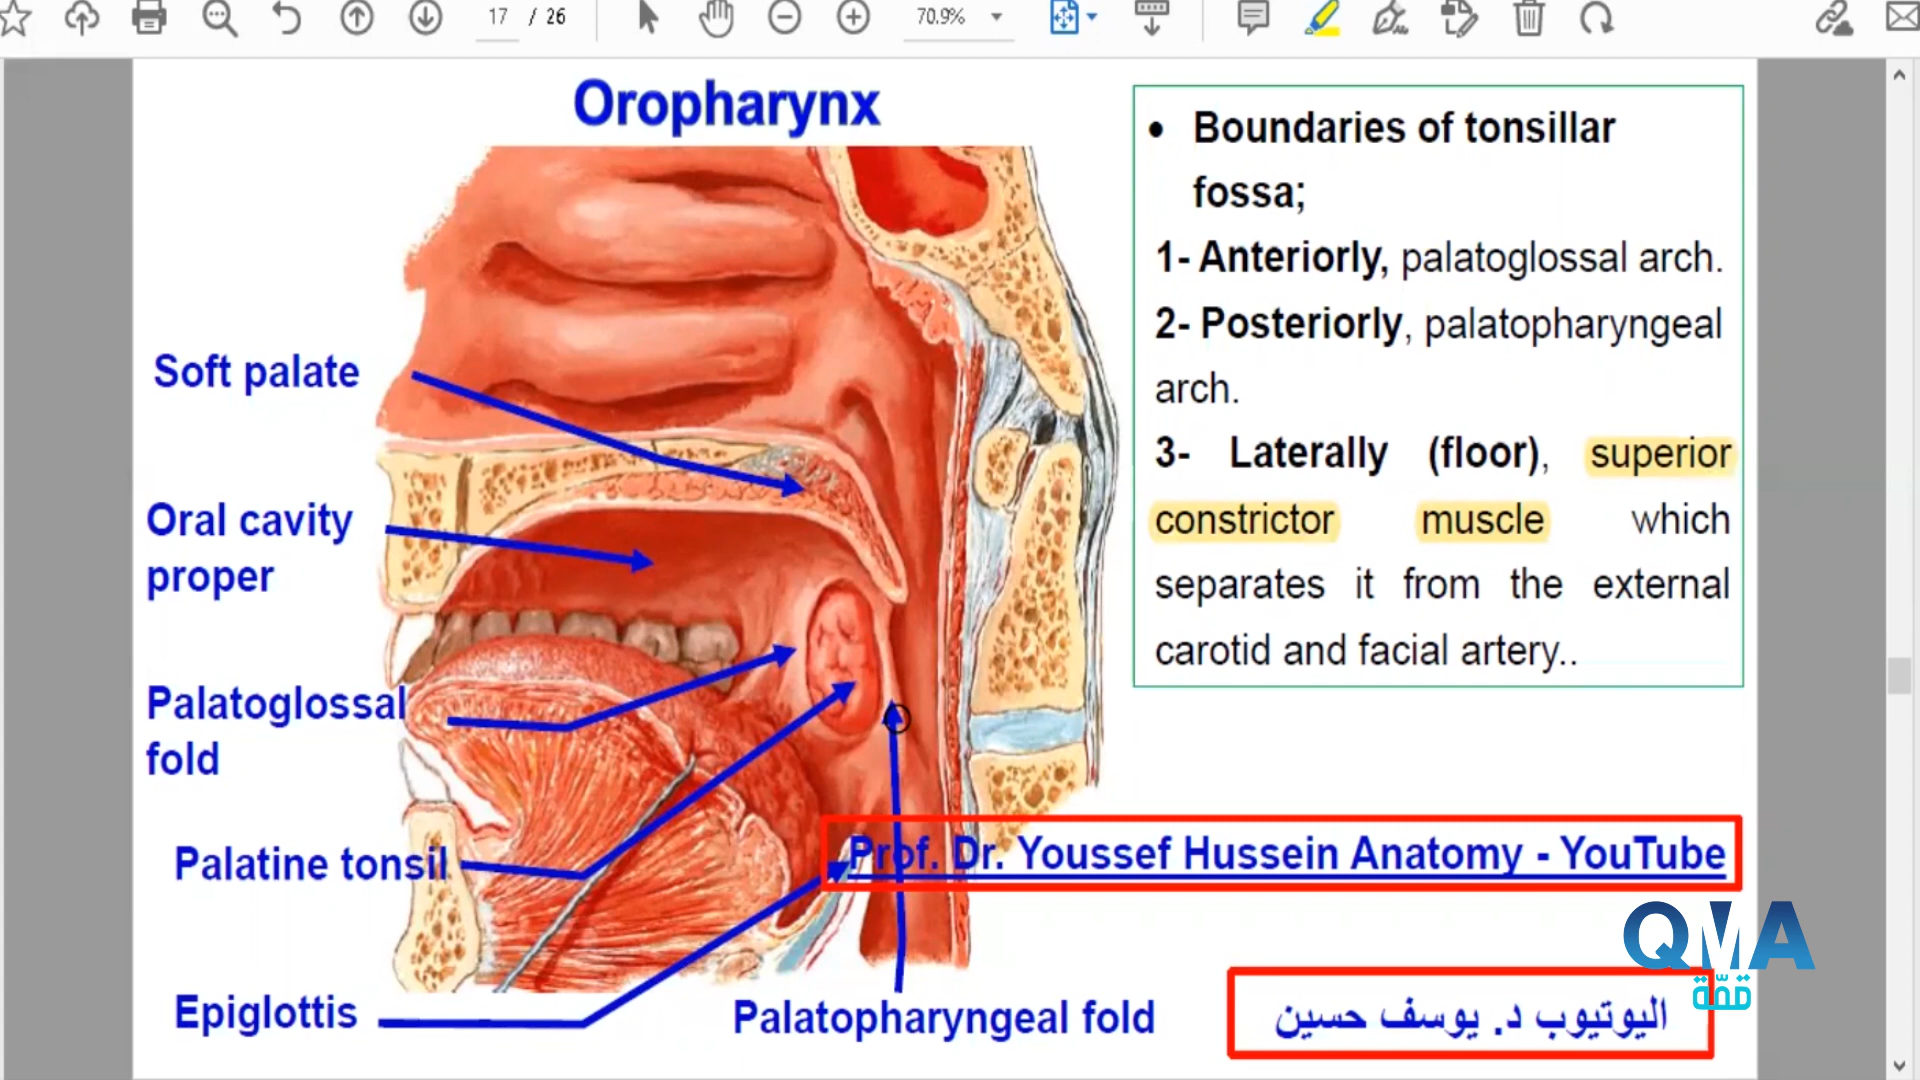 17 / 26
70.9%
Oropharynx
Soft palate
Oral cavity
proper
Palatoglossal
fold
Palatine tonsil
Epiglottis
Palatopharyngeal fold
• Boundaries of tonsillar
fossa;
1- Anteriorly, palatoglossal arch.
2- Posteriorly, palatopharyngeal
arch.
3- Laterally (floor), superior
constrictor muscle which
separates it from the external
carotid and facial artery..
Prof. Dr. Youssef Hussein Anatomy - YouTube
QMA
قمّة
اليوتيوب د. يوسف حسين